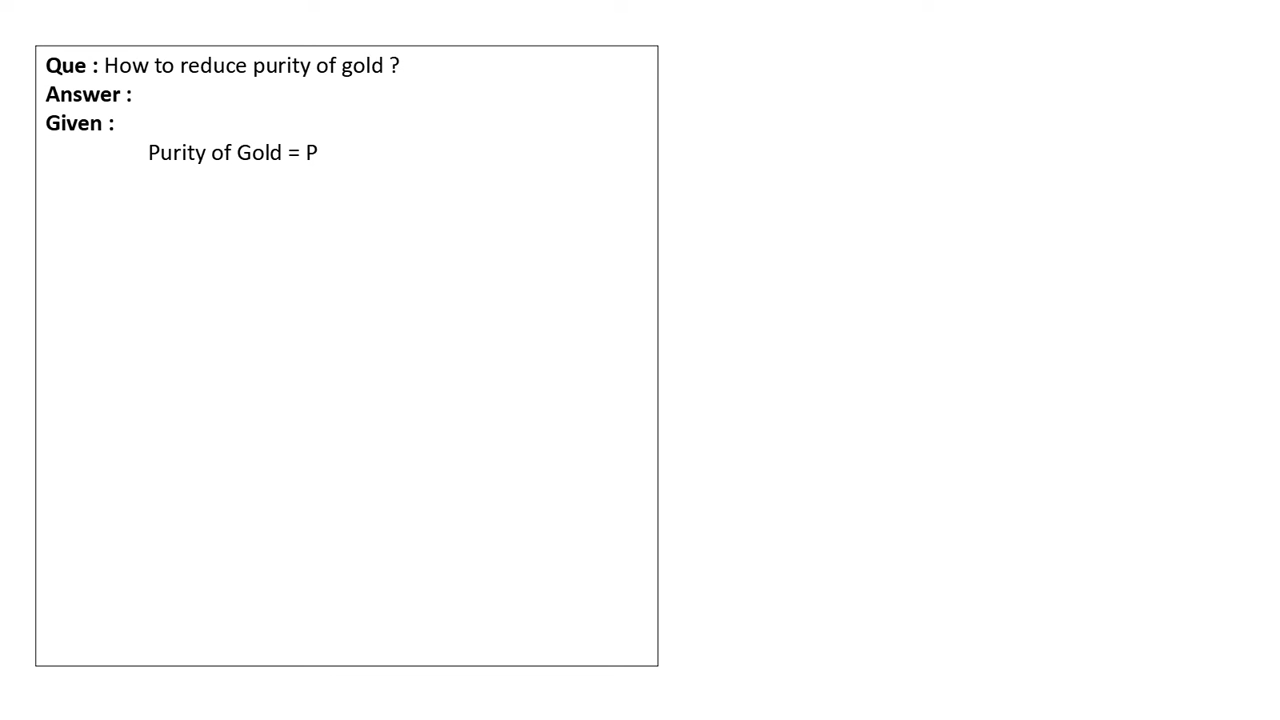 Que : How to reduce purity of gold ?
Answer :
Given :
Purity of Gold = P